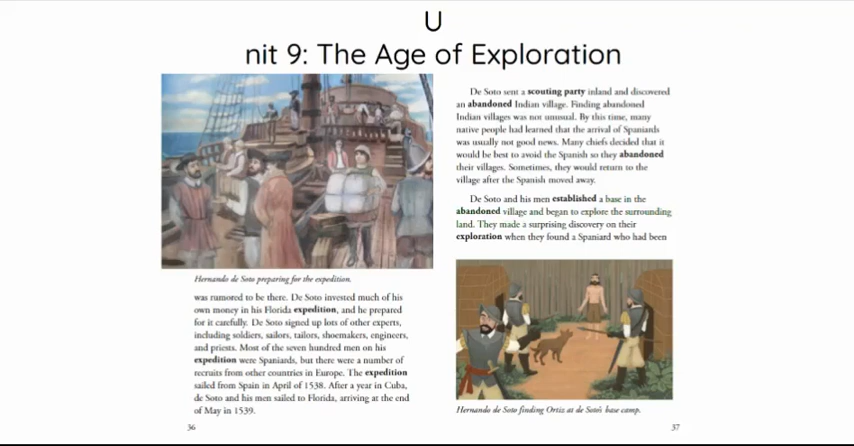 U
nit 9: The Age of Exploration
Hernando de Soto preparing for the expedition.
was rumored to be there. De Soto invested much of his
own money in his Florida expedition, and he prepared
for it carefully. De Soto signed up lots of other experts,
including soldiers, sailors, tailors, shoemakers, engineers,
and priests. Most of the seven hundred men on his
expedition were Spaniards, but there were a number of
recruits from other countries in Europe. The expedition
sailed from Spain in April of 1538. After a year in Cuba,
de Soto and his men sailed to Florida, arriving at the end
of May in 1539.
36
De Soto sent a scouting party inland and discovered
an abandoned Indian village. Finding abandoned
Indian villages was not unusual. By this time, many
native people had learned that the arrival of Spaniards
was usually not good news. Many chiefs decided that it
would be best to avoid the Spanish so they abandoned
their villages. Sometimes, they would return to the
village after the Spanish moved away.
De Soto and his men established a base in the
abandoned village and began to explore the surrounding
land. They made a surprising discovery on their
exploration when they found a Spaniard who had been
Hernando de Soto finding Ortiz at de Soto's base camp.
37